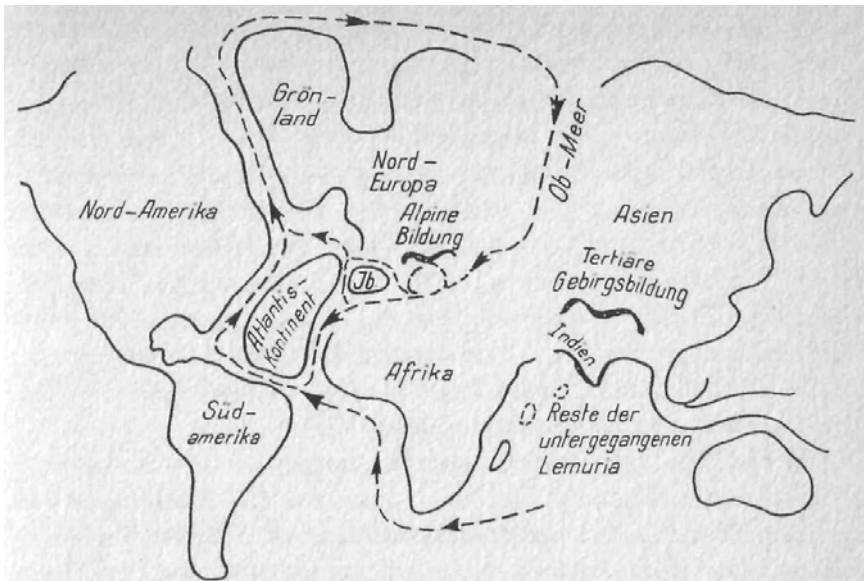 Grön-
land
Nord-
Europa
Alpine
Bildung
Ob-Meer
Nord-Amerika
Asien
Tertiäre
Gebirgsbildung
Jb.
Atlantis-
Kontinent
Indien
Afrika
Süd-
amerika
Reste der
untergegangenen
Lemuria